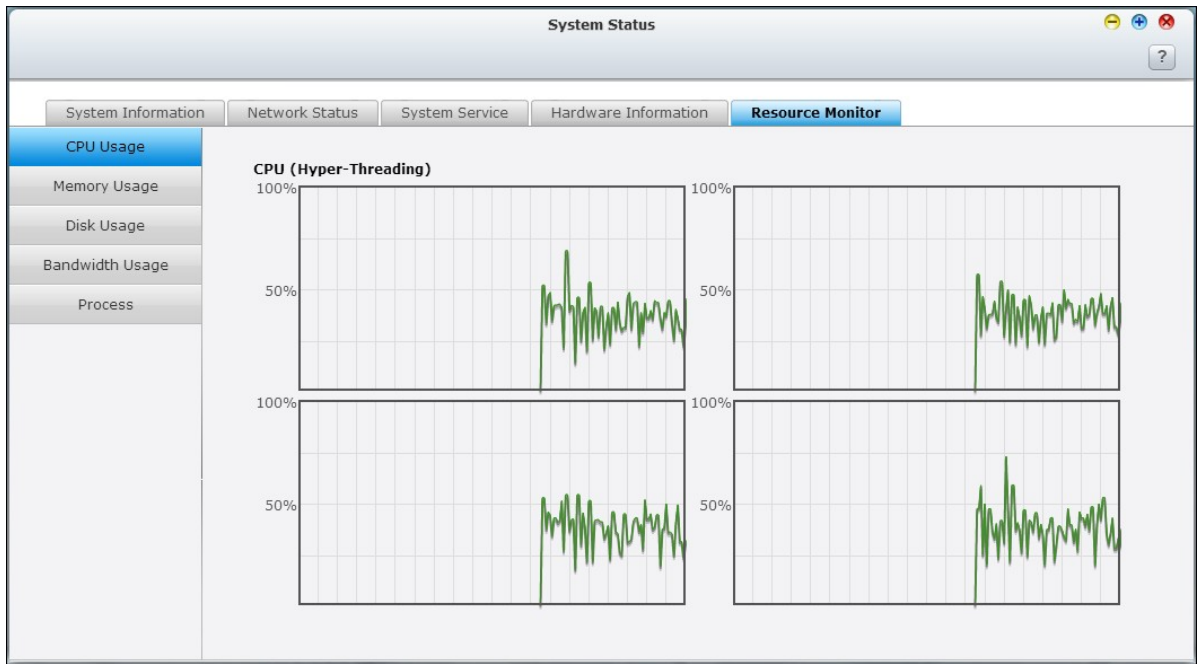 System Status
?
System Information Network Status System Service Hardware Information Resource Monitor
CPU Usage
Memory Usage
Disk Usage
Bandwidth Usage
Process
CPU (Hyper-Threading)
100% 100%
50% 50%
100% 100%
50% 50%